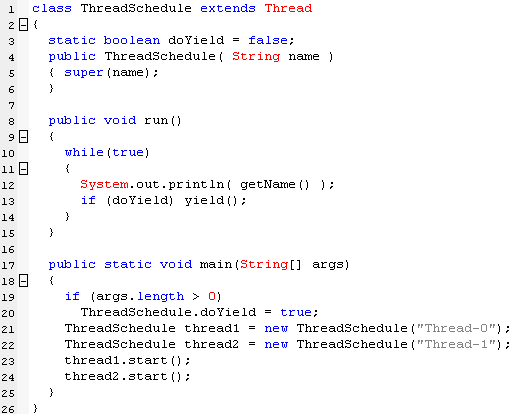 1 class ThreadSchedule extends Thread
2 {
3 static boolean doYield = false;
4 public ThreadSchedule( String name )
5 { super(name);
6 }
7
8 public void run()
9 {
10 while(true)
11 {
12 System.out.println( getName() );
13 if (doYield) yield();
14 }
15 }
16
17 public static void main(String[] args)
18 {
19 if (args.length > 0)
20 ThreadSchedule.doYield = true;
21 ThreadSchedule thread1 = new ThreadSchedule("Thread-0");
22 ThreadSchedule thread2 = new ThreadSchedule("Thread-1");
23 thread1.start();
24 thread2.start();
25 }
26 }